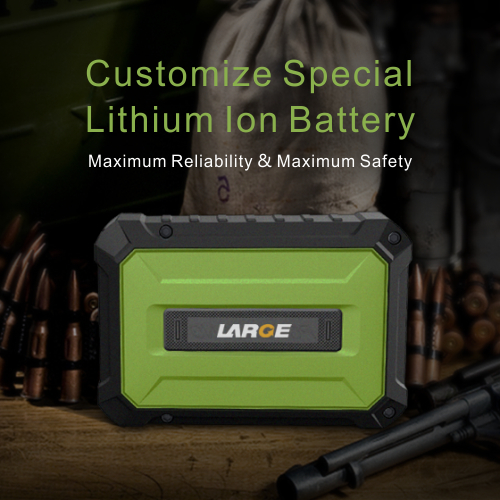 Customize Special
Lithium Ion Battery
Maximum Reliability & Maximum Safety
LARGE